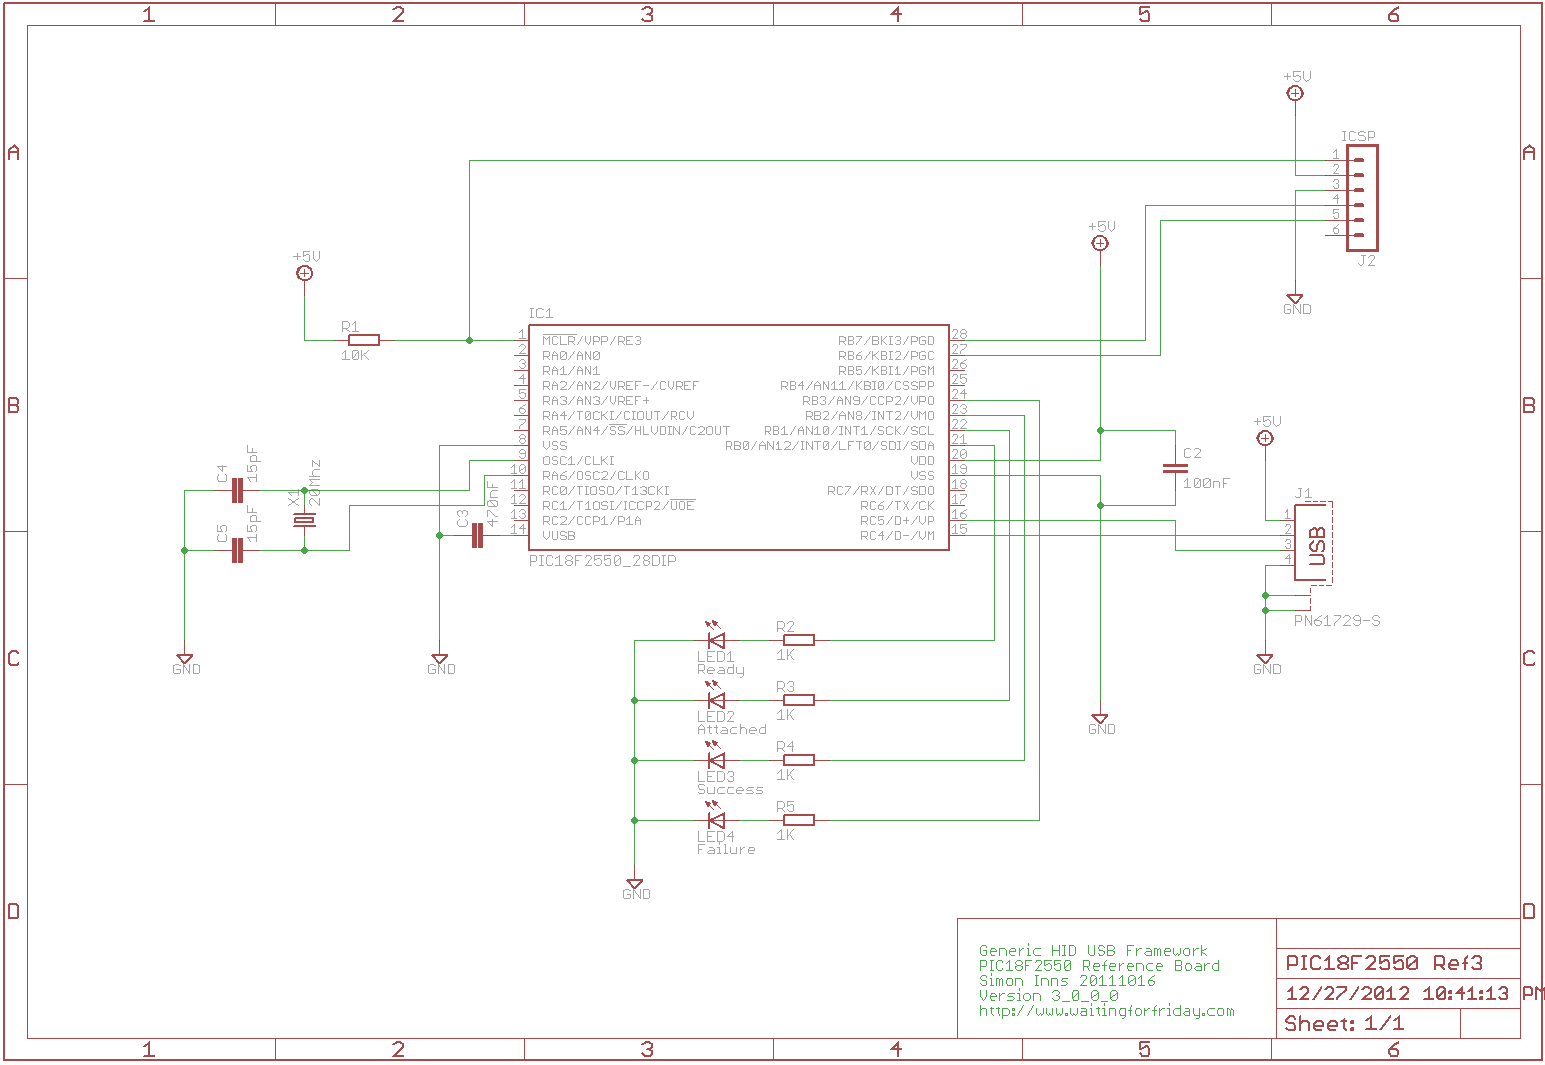 1 2 3 4 5 6
+5V
ICSP
A A
1
2
3
4
5
6
+5V
J2
+5V
GND
IC1
R1
10K
1 MCLR/VPP/RE3 RB7/BKI3/PGD 28
2 RA0/AN0 RB6/KBI2/PGC 27
3 RA1/AN1 RB5/KBI1/PGM 26
4 RA2/AN2/VREF-/CVREF RB4/AN11/KBI0/CSSPP 25
5 RA3/AN3/VREF+ RB3/AN9/CCP2/VPO 24
B B
6 RA4/T0CKI/C1OUT/RCV RB2/AN8/INT2/VMO 23
7 RA5/AN4/SS/HLVDIN/C2OUT RB1/AN10/INT1/SCK/SCL 22
8 VSS RB0/AN12/INT0/LFT0/SDI/SDA 21
9 OSC1/CLKI VDD 20
10 RA6/OSC2/CLKO VSS 19
11 RC0/TIOSO/T13CKI RC7/RX/DT/SDO 18
12 RC1/T1OSI/ICCP2/UOE RC6/TX/CK 17
13 RC2/CCP1/P1A RC5/D+/VP 16
14 VUSB RC4/D-/VM 15
PIC18F2550_28DIP
+5V
C2
100nF
C4
15pF
X1
20Mhz
C5
15pF
C3
470nF
J1
1
2
3
4
USB
PN61729-S
GND
GND
GND
GND
C C
R2
1K
LED1
Ready
R3
1K
LED2
Attached
R4
1K
LED3
Success
R5
1K
LED4
Failure
GND
D D
Generic HID USB Framework
PIC18F2550 Reference Board
Simon Inns 20111016
Version 3_0_0_0
http://www.waitingforfriday.com
PIC18F2550 Ref3
12/27/2012 10:41:13 PM
Sheet: 1/1
1 2 3 4 5 6